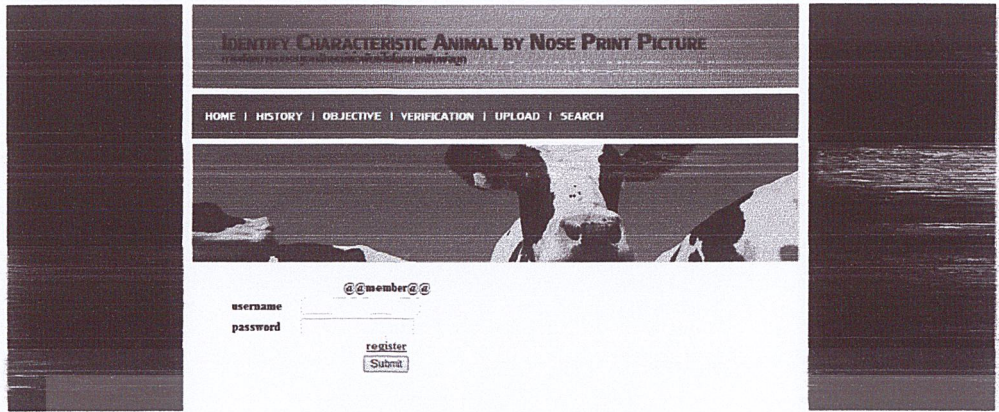 IDENTIFY CHARACTERISTIC ANIMAL BY NOSE PRINT PICTURE
HOME | HISTORY | OBJECTIVE | VERIFICATION | UPLOAD | SEARCH
@@member@@
username
password
register
Submit